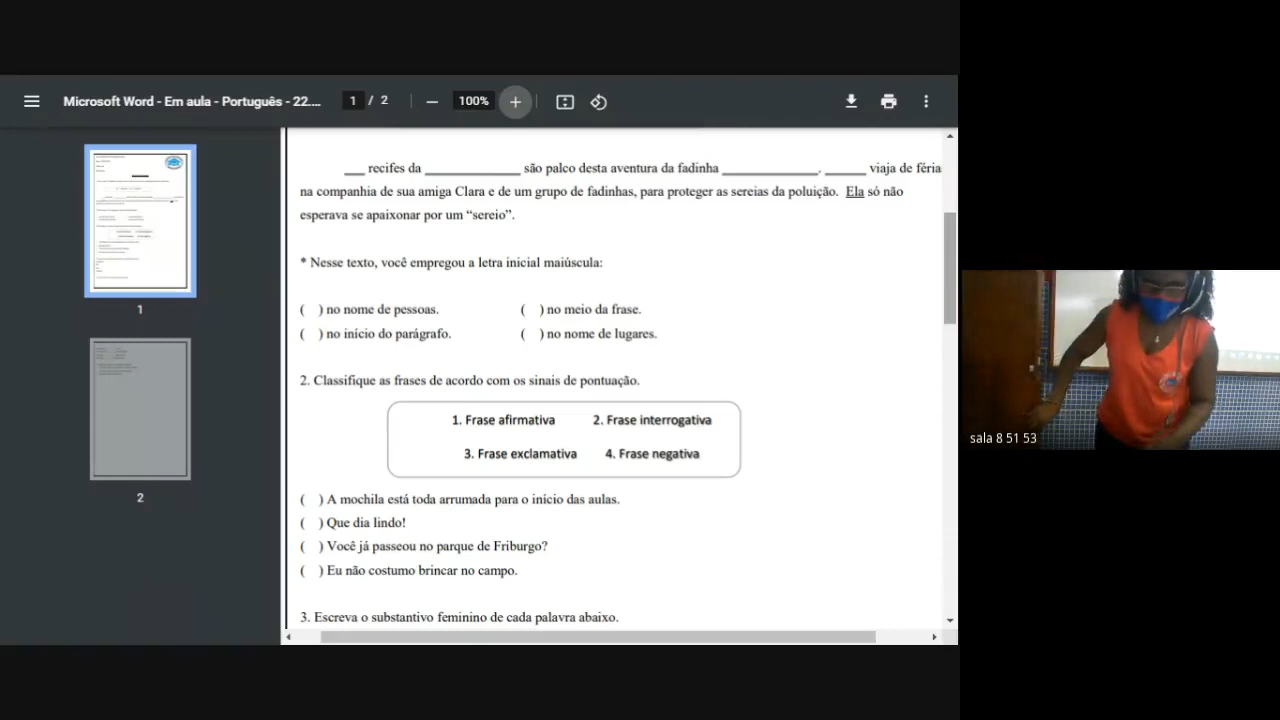 Microsoft Word - Em aula - Português - 22....
1 / 2
100%
___ recifes da ______________ são palco desta aventura da fadinha ______________. ______ viaja de féria
na companhia de sua amiga Clara e de um grupo de fadinhas, para proteger as sereias da poluição. Ela só não
esperava se apaixonar por um “sereio”.
* Nesse texto, você empregou a letra inicial maiúscula:
( ) no nome de pessoas. ( ) no meio da frase.
( ) no início do parágrafo. ( ) no nome de lugares.
2. Classifique as frases de acordo com os sinais de pontuação.
1. Frase afirmativa 2. Frase interrogativa
3. Frase exclamativa 4. Frase negativa
( ) A mochila está toda arrumada para o início das aulas.
( ) Que dia lindo!
( ) Você já passeou no parque de Friburgo?
( ) Eu não costumo brincar no campo.
3. Escreva o substantivo feminino de cada palavra abaixo.
1
2
sala 8 51 53